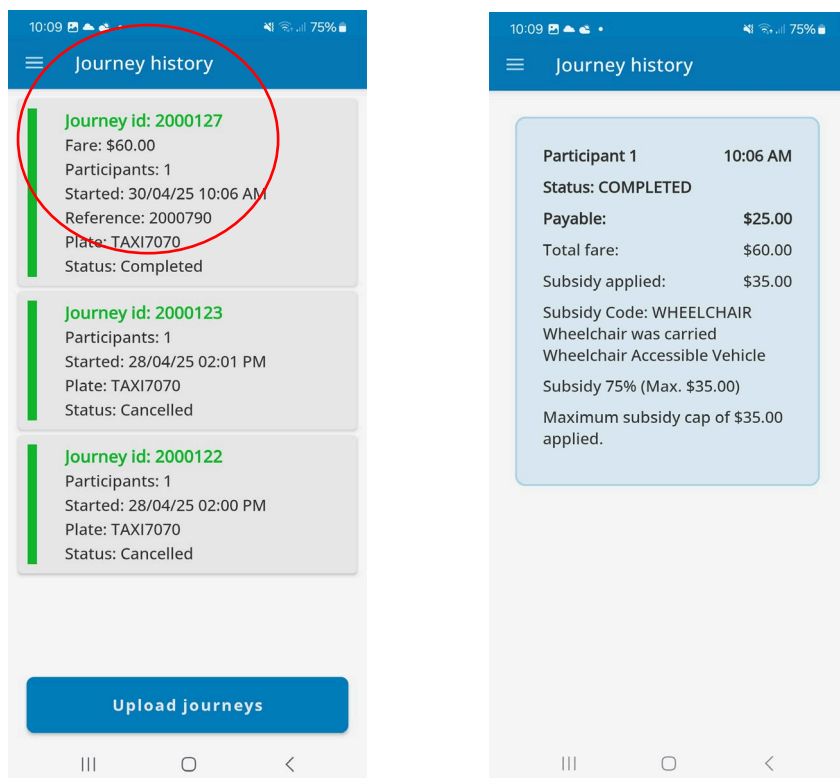 10:09 75%
Journey history
Journey id: 2000127
Fare: $60.00
Participants: 1
Started: 30/04/25 10:06 AM
Reference: 2000790
Plate: TAXI7070
Status: Completed
Journey id: 2000123
Participants: 1
Started: 28/04/25 02:01 PM
Plate: TAXI7070
Status: Cancelled
Journey id: 2000122
Participants: 1
Started: 28/04/25 02:00 PM
Plate: TAXI7070
Status: Cancelled
Upload journeys
10:09 75%
Journey history
Participant 1 10:06 AM
Status: COMPLETED
Payable: $25.00
Total fare: $60.00
Subsidy applied: $35.00
Subsidy Code: WHEELCHAIR
Wheelchair was carried
Wheelchair Accessible Vehicle
Subsidy 75% (Max. $35.00)
Maximum subsidy cap of $35.00
applied.